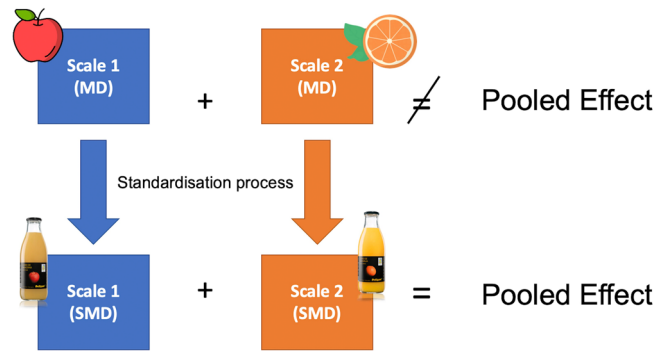 Scale 1
(MD)
+
Scale 2
(MD)
≠
Pooled Effect
Standardisation process
Scale 1
(SMD)
+
Scale 2
(SMD)
=
Pooled Effect